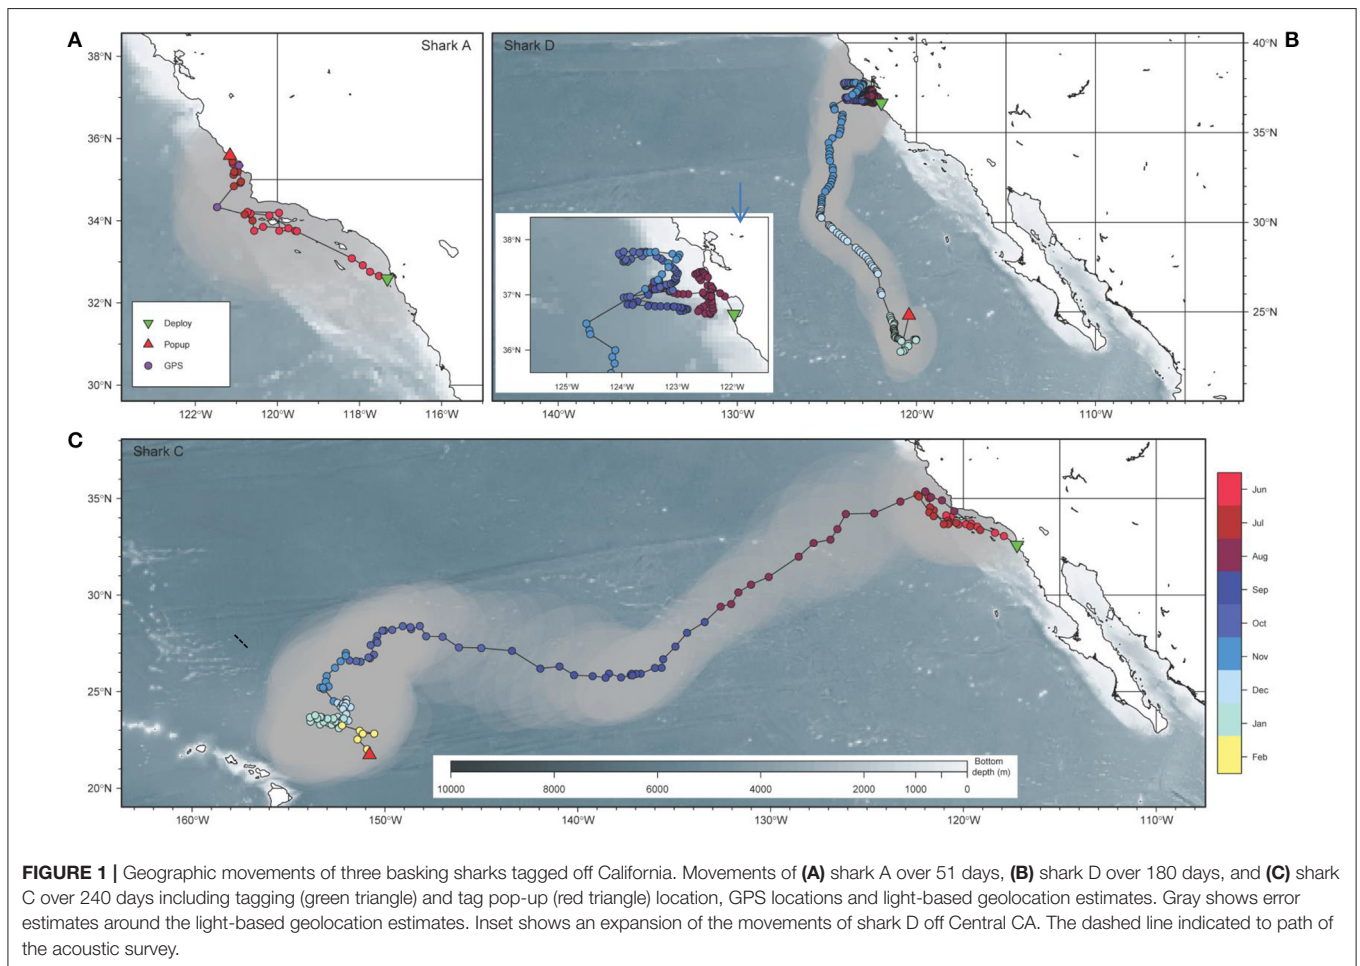 A
Shark A
38°N
36°N
34°N
32°N
30°N
Deploy
Popup
GPS
122°W
120°W
118°W
116°W
Shark D
B
40°N
35°N
30°N
25°N
38°N
37°N
36°N
125°W
124°W
123°W
122°W
140°W
130°W
120°W
110°W
C
Shark C
35°N
30°N
25°N
20°N
160°W
150°W
140°W
130°W
120°W
110°W
Bottom
depth (m)
10000
8000
6000
4000
2000
1000
0
Jun
Jul
Aug
Sep
Oct
Nov
Dec
Jan
Feb
FIGURE 1 | Geographic movements of three basking sharks tagged off California. Movements of (A) shark A over 51 days, (B) shark D over 180 days, and (C) shark
C over 240 days including tagging (green triangle) and tag pop-up (red triangle) location, GPS locations and light-based geolocation estimates. Gray shows error
estimates around the light-based geolocation estimates. Inset shows an expansion of the movements of shark D off Central CA. The dashed line indicated to path of
the acoustic survey.